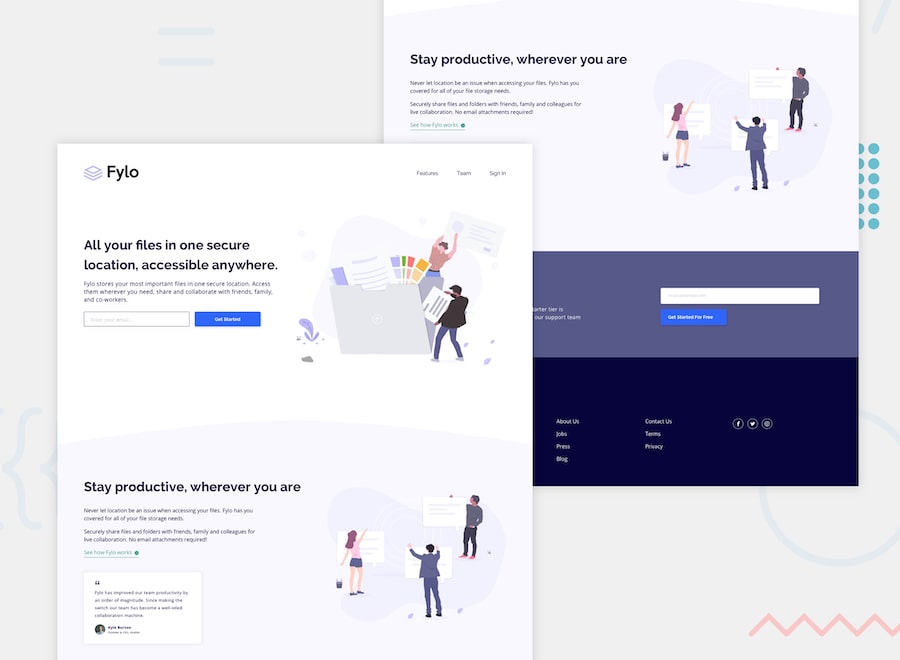 Fylo
Features
Team
Sign In
All your files in one secure
location, accessible anywhere.
Fylo stores your most important files in one secure location. Access
them wherever you need, share and collaborate with friends, family,
and co-workers.
Enter your email...
Get Started
Stay productive, wherever you are
Never let location be an issue when accessing your files. Fylo has you
covered for all of your file storage needs.
Securely share files and folders with friends, family and colleagues for
live collaboration. No email attachments required!
See how Fylo works
“
Fylo has improved our team productivity by
an order of magnitude. Since making the
switch our team has become a well-oiled
collaboration machine.
Kyle Burton
Founder & CEO, Huddle
Stay productive, wherever you are
Never let location be an issue when accessing your files. Fylo has you
covered for all of your file storage needs.
Securely share files and folders with friends, family and colleagues for
live collaboration. No email attachments required!
See how Fylo works
tarter tier is
our support team
Get Started For Free
About Us
Jobs
Press
Blog
Contact Us
Terms
Privacy